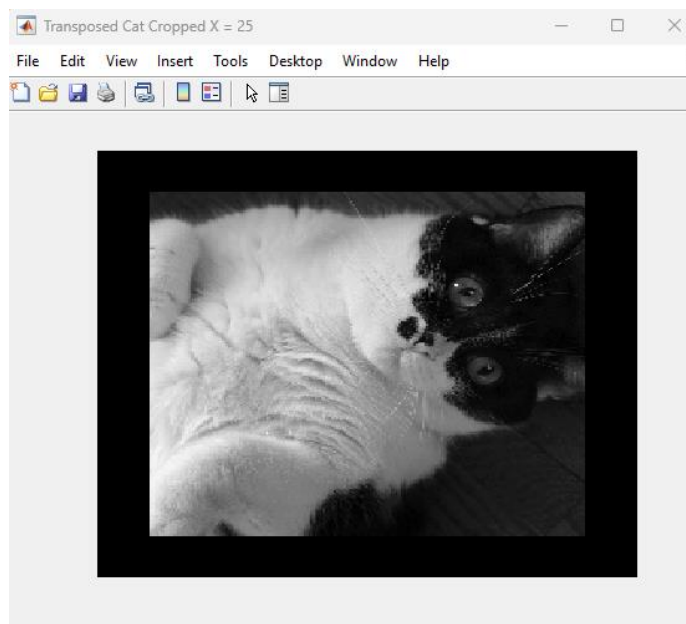 Transposed Cat Cropped X = 25
File Edit View Insert Tools Desktop Window Help